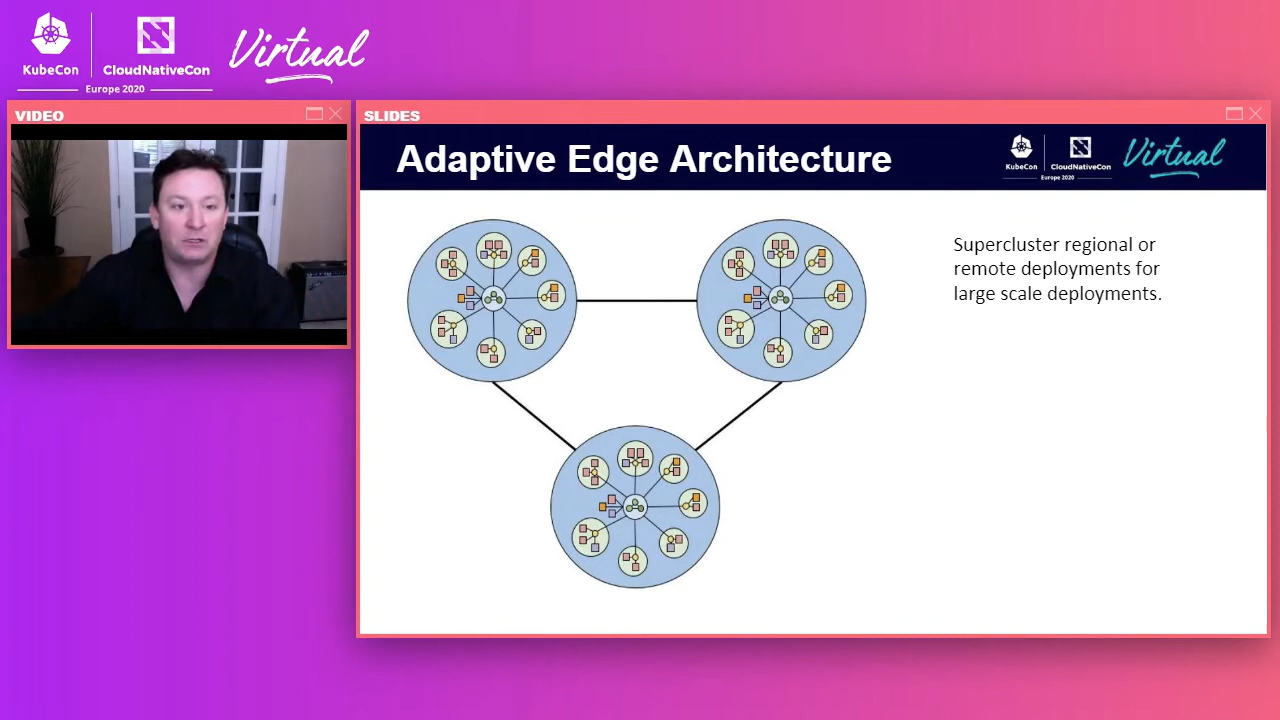 KubeCon
CloudNativeCon
Europe 2020
Virtual
VIDEO
SLIDES
Adaptive Edge Architecture
KubeCon
CloudNativeCon
Europe 2020
Virtual
Supercluster regional or
remote deployments for
large scale deployments.